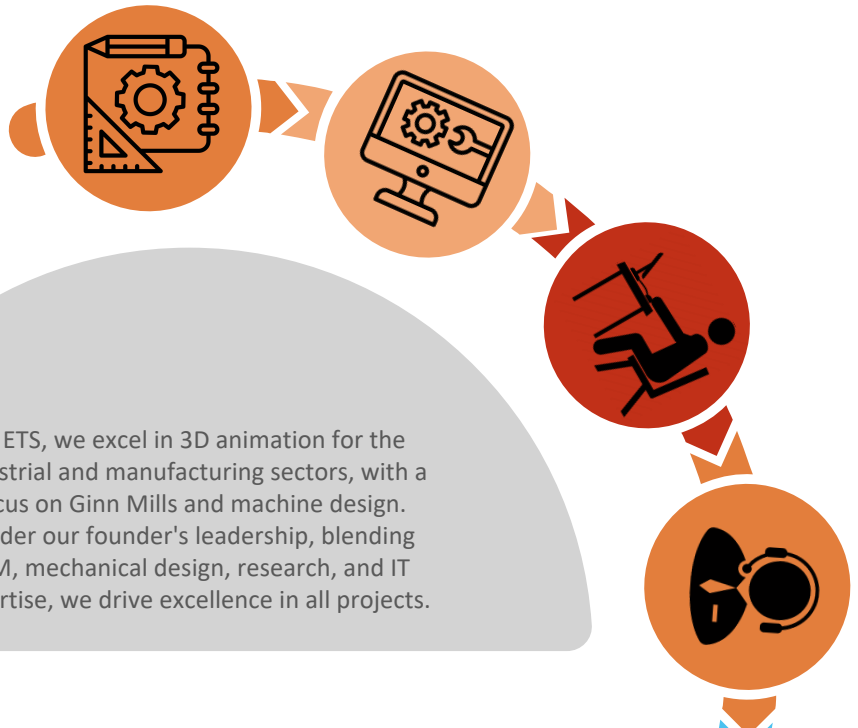 ETS, we excel in 3D animation for the
strial and manufacturing sectors, with a
cus on Ginn Mills and machine design.
der our founder's leadership, blending
M, mechanical design, research, and IT
rtise, we drive excellence in all projects.